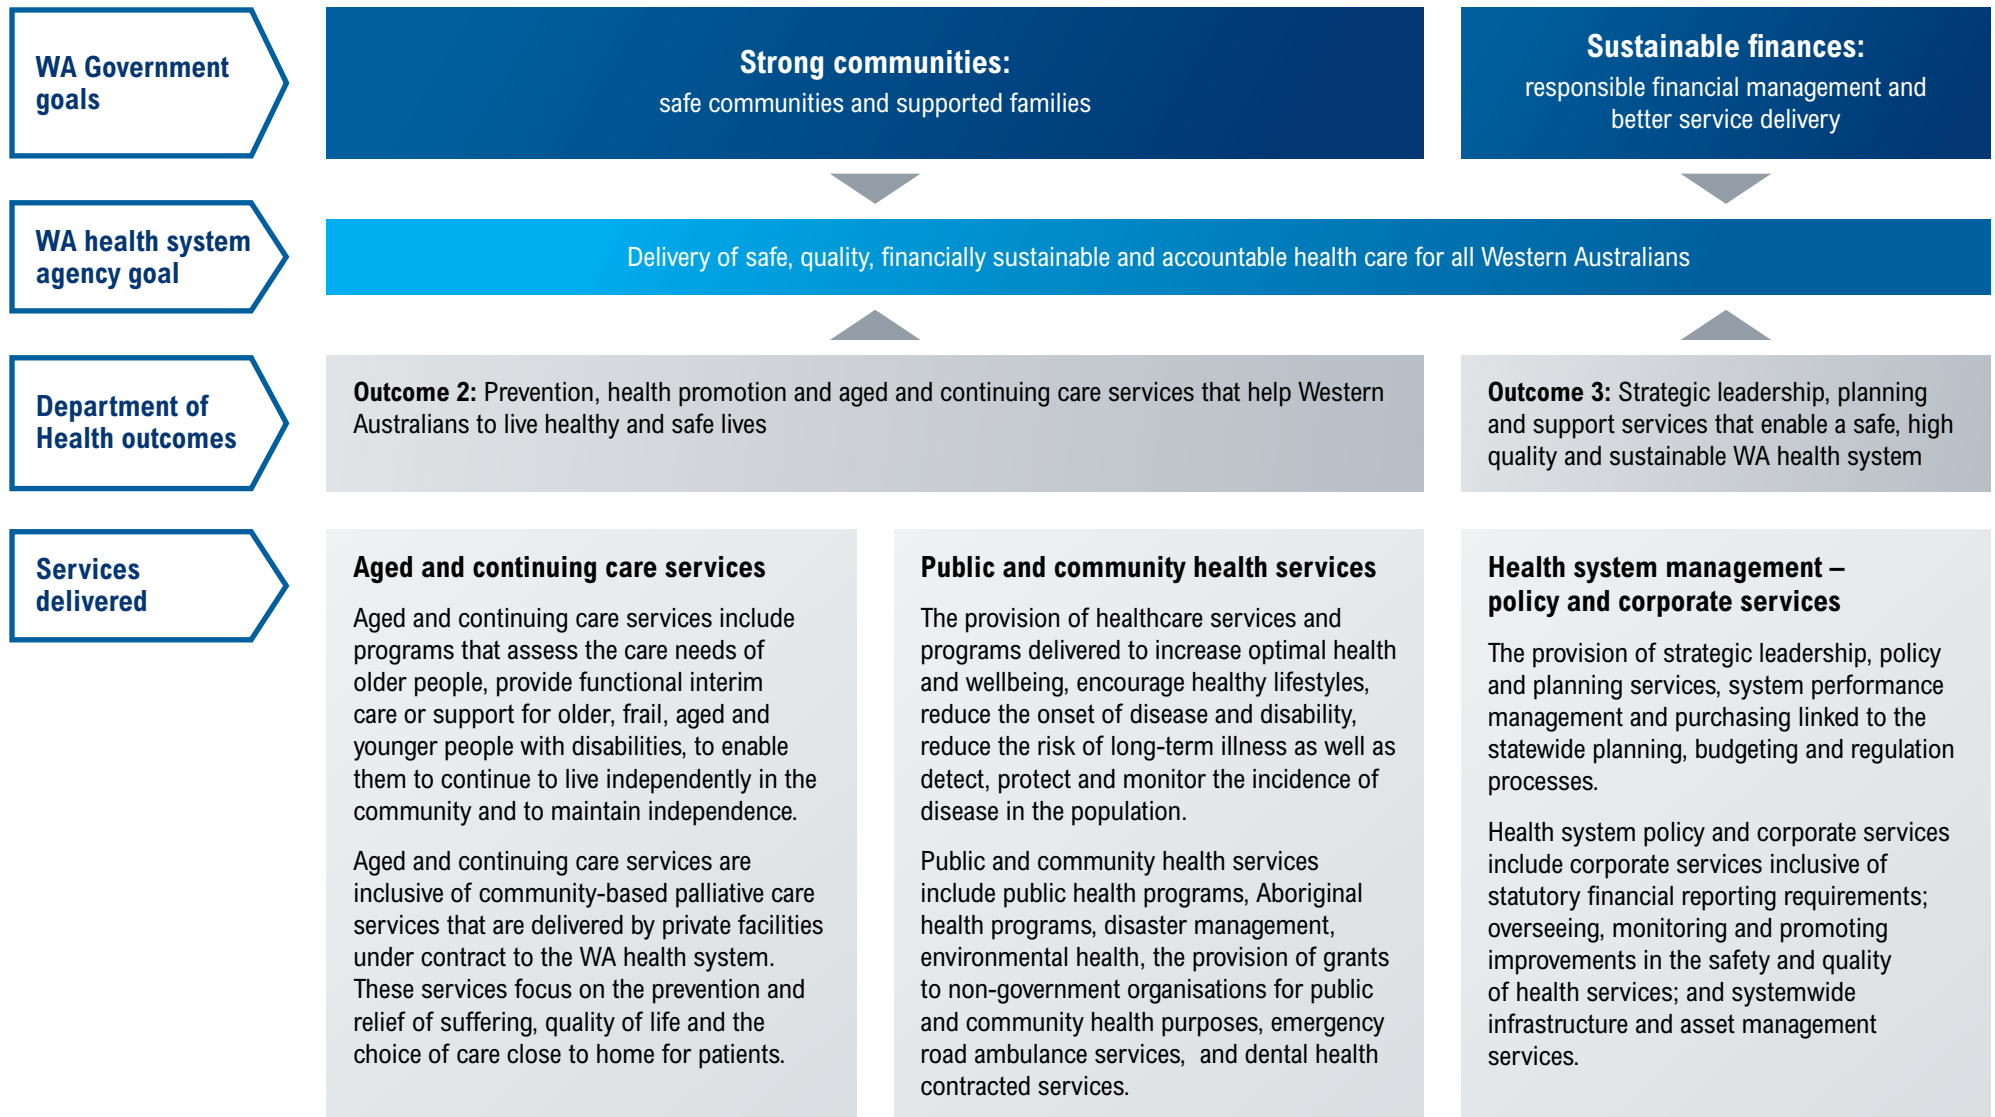 WA Government
goals
Strong communities:
safe communities and supported families
Sustainable finances:
responsible financial management and
better service delivery
WA health system
agency goal
Delivery of safe, quality, financially sustainable and accountable health care for all Western Australians
Department of
Health outcomes
Outcome 2: Prevention, health promotion and aged and continuing care services that help Western
Australians to live healthy and safe lives
Outcome 3: Strategic leadership, planning
and support services that enable a safe, high
quality and sustainable WA health system
Services
delivered
Aged and continuing care services
Aged and continuing care services include
programs that assess the care needs of
older people, provide functional interim
care or support for older, frail, aged and
younger people with disabilities, to enable
them to continue to live independently in the
community and to maintain independence.
Aged and continuing care services are
inclusive of community-based palliative care
services that are delivered by private facilities
under contract to the WA health system.
These services focus on the prevention and
relief of suffering, quality of life and the
choice of care close to home for patients.
Public and community health services
The provision of healthcare services and
programs delivered to increase optimal health
and wellbeing, encourage healthy lifestyles,
reduce the onset of disease and disability,
reduce the risk of long-term illness as well as
detect, protect and monitor the incidence of
disease in the population.
Public and community health services
include public health programs, Aboriginal
health programs, disaster management,
environmental health, the provision of grants
to non-government organisations for public
and community health purposes, emergency
road ambulance services, and dental health
contracted services.
Health system management –
policy and corporate services
The provision of strategic leadership, policy
and planning services, system performance
management and purchasing linked to the
statewide planning, budgeting and regulation
processes.
Health system policy and corporate services
include corporate services inclusive of
statutory financial reporting requirements;
overseeing, monitoring and promoting
improvements in the safety and quality
of health services; and systemwide
infrastructure and asset management
services.